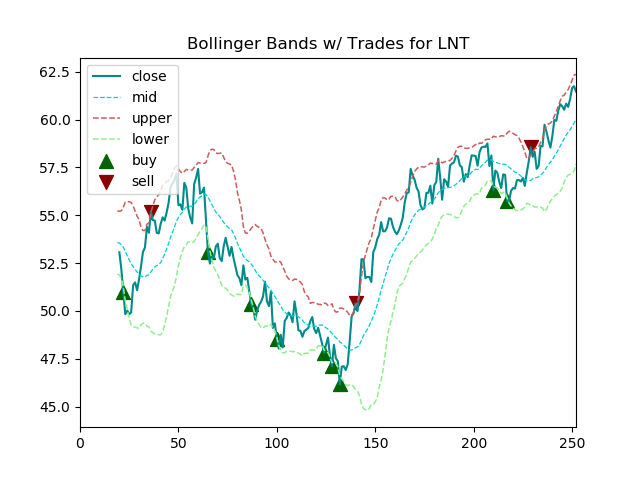 Bollinger Bands w/ Trades for LNT
62.5
60.0
57.5
55.0
52.5
50.0
47.5
45.0
close
mid
upper
lower
buy
sell
0 50 100 150 200 250